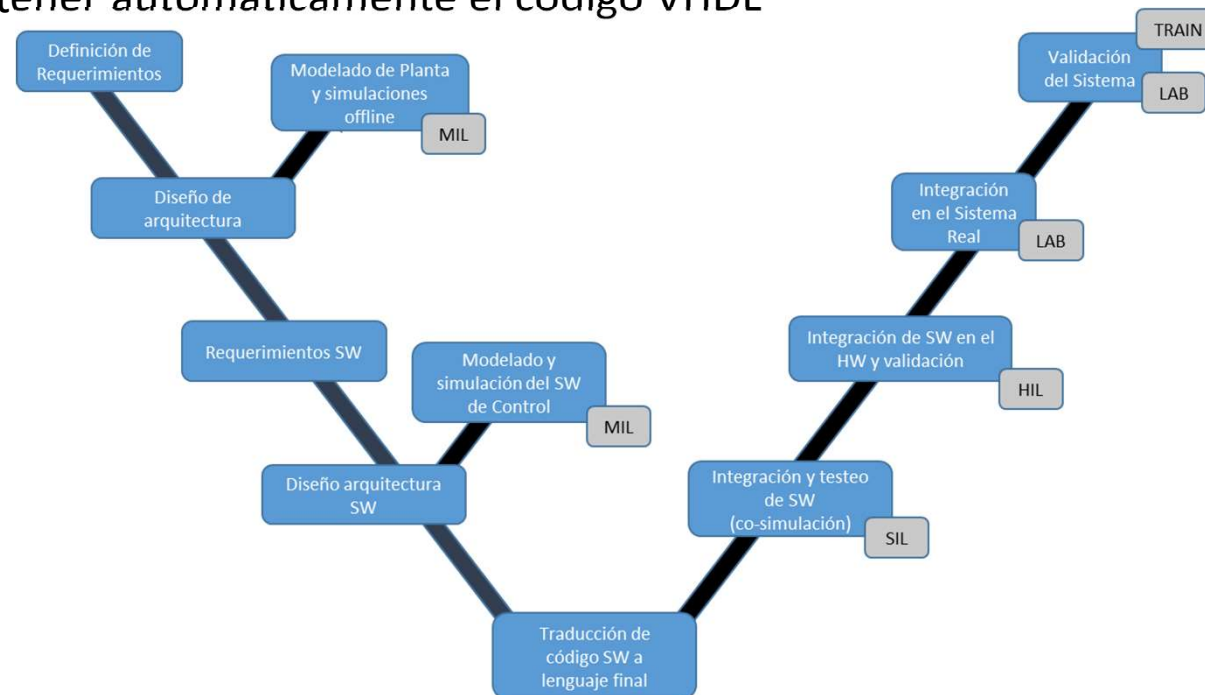 tener automáticamente el código VHDL
Definición de
Requerimientos
Modelado de Planta
y simulaciones
offline
MIL
Diseño de
arquitectura
Requerimientos SW
Modelado y
simulación del SW
de Control
MIL
Diseño arquitectura
SW
Traducción de
código SW a
lenguaje final
Integración y testeo
de SW
(co-simulación)
SIL
Integración de SW en el
HW y validación
HIL
Integración
en el Sistema
Real
LAB
Validación
del Sistema
TRAIN
LAB